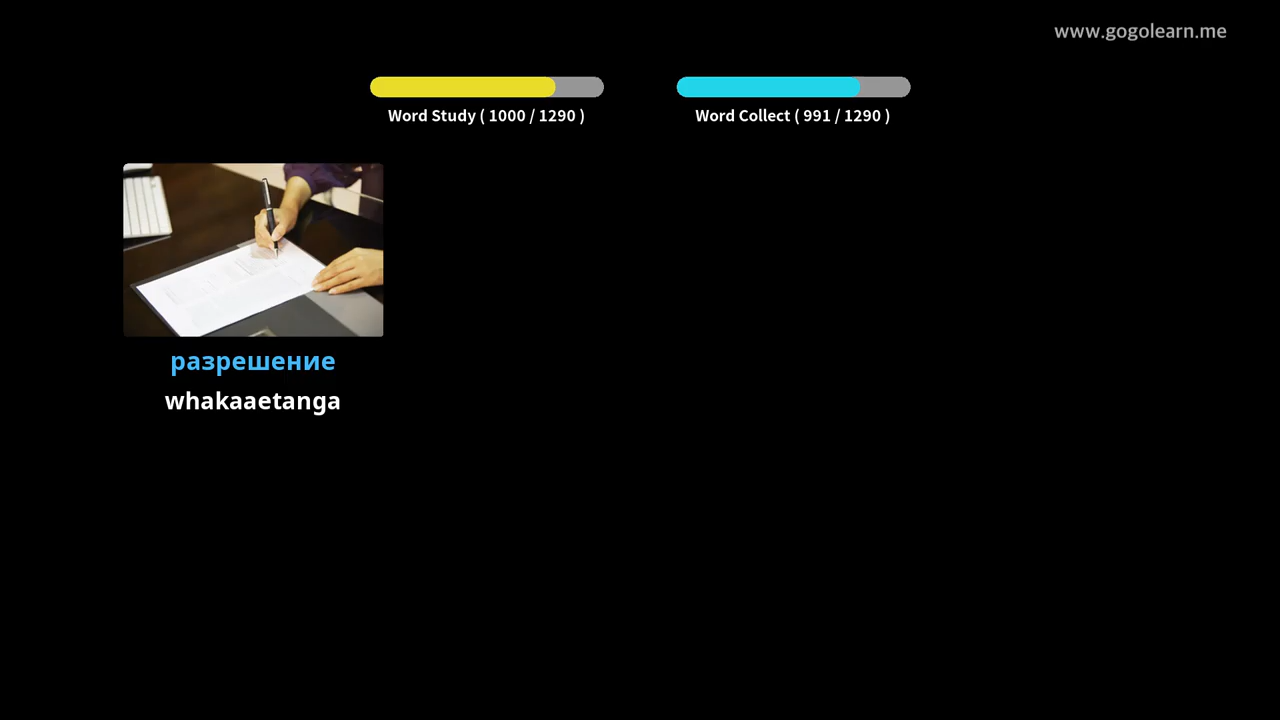 www.gogolearn.me
Word Study ( 1000 / 1290 )
Word Collect ( 991 / 1290 )
разрешение
whakaaetanga